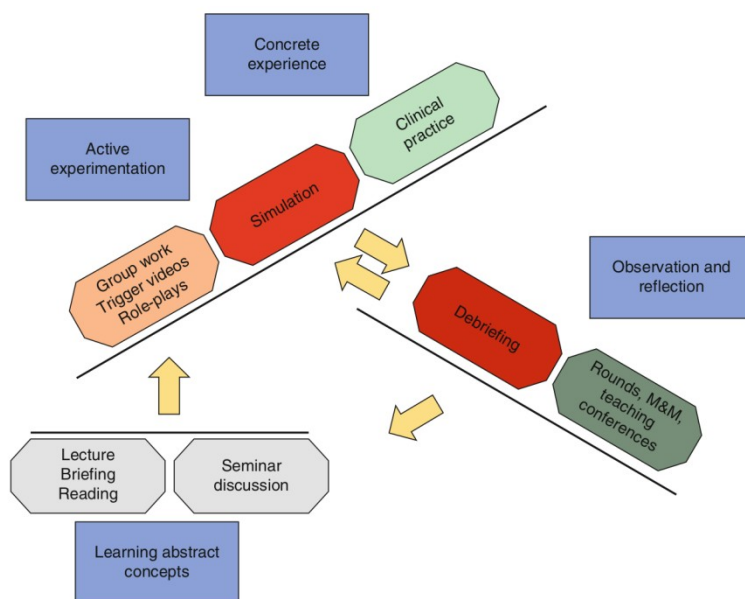 Concrete
experience
Clinical
practice
Active
experimentation
Simulation
Group work
Trigger videos
Role-plays
Observation and
reflection
Debriefing
Rounds, M&M,
teaching
conferences
Lecture
Briefing
Reading
Seminar
discussion
Learning abstract
concepts